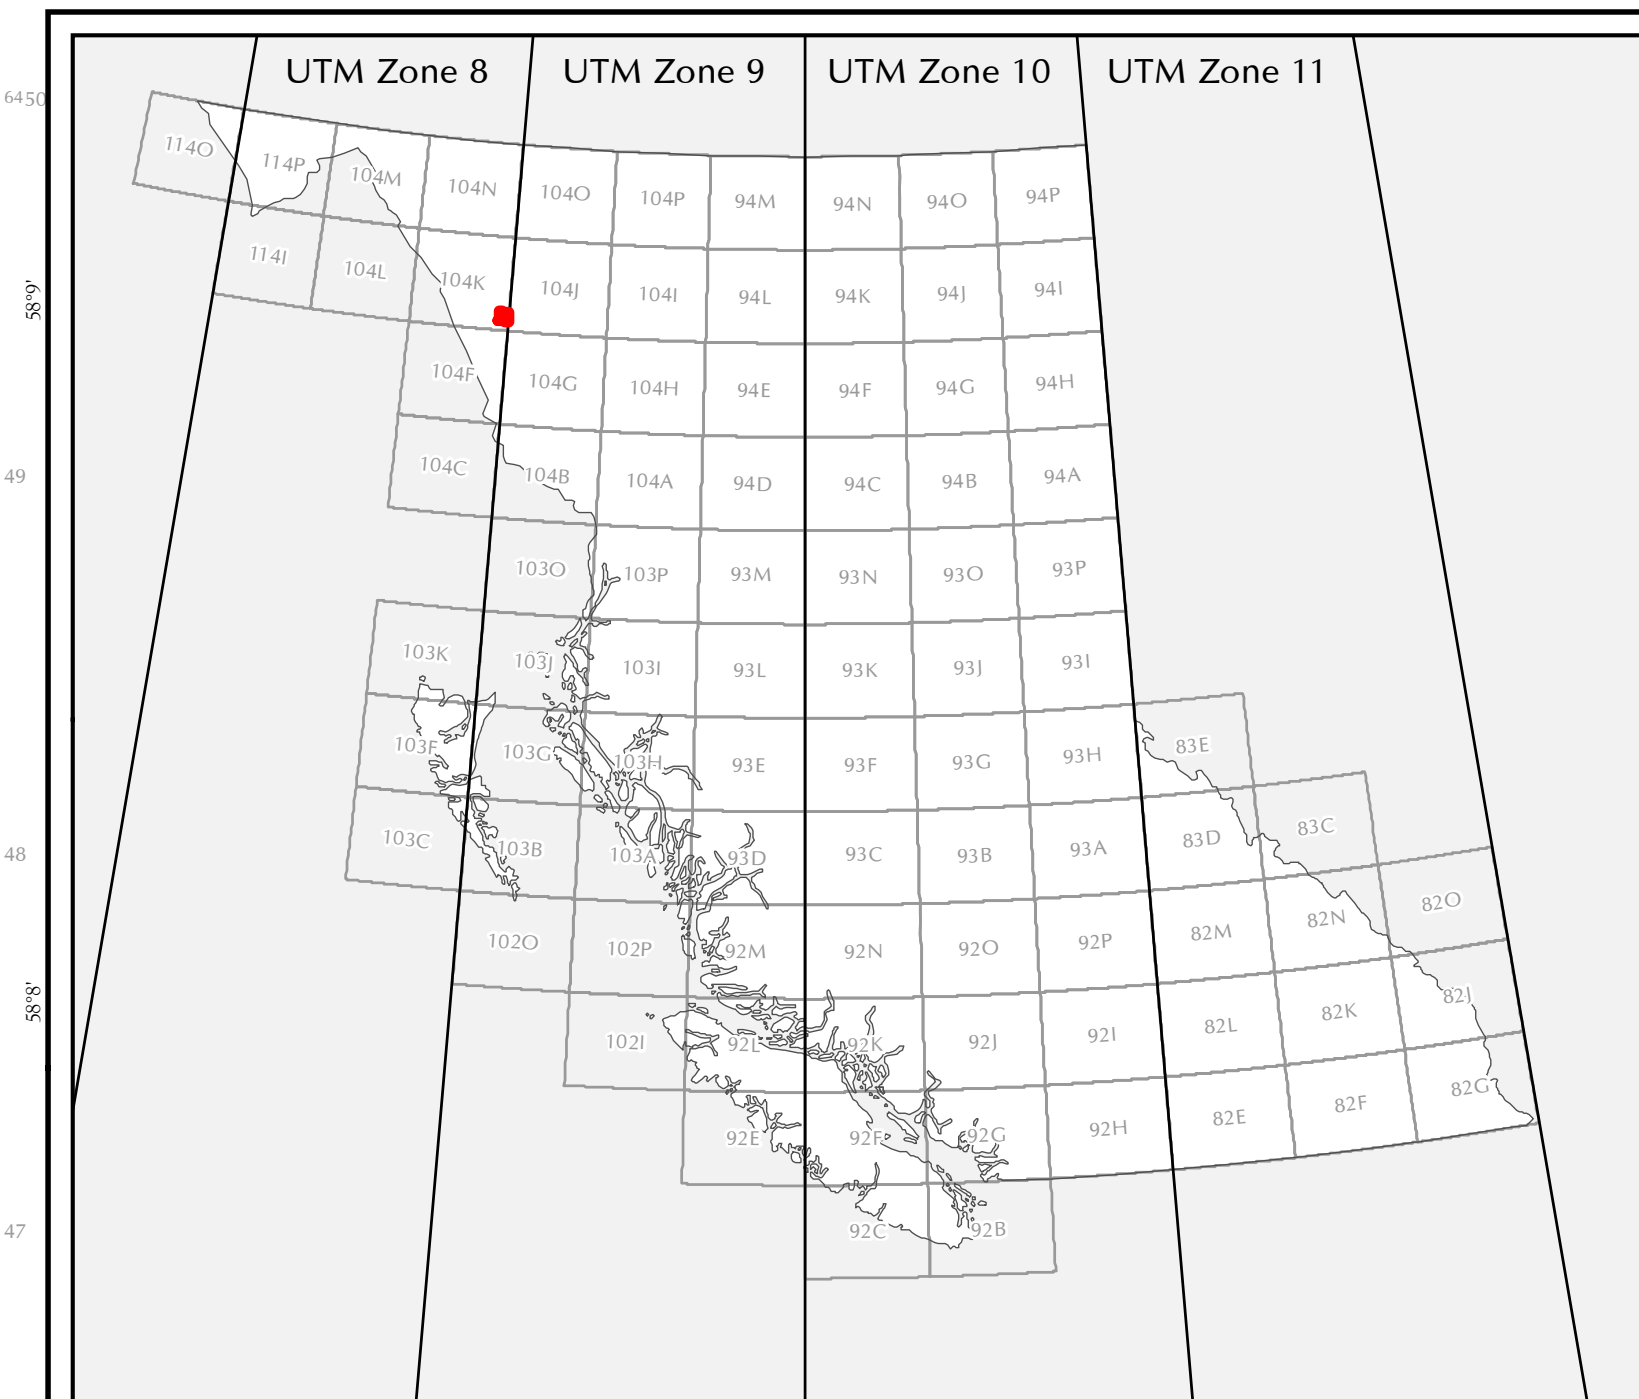 UTM Zone 8 UTM Zone 9 UTM Zone 10 UTM Zone 11
6450
114O 114P 104M 104N 104O 104P 94M 94N 94O 94P
114I 104L 104K 104J 104I 94L 94K 94J 94I
58°9'
104F 104G 104H 94E 94F 94G 94H
49
104C 104B 104A 94D 94C 94B 94A
103O 103P 93M 93N 93O 93P
103K 103J 103I 93L 93K 93J 93I
103F 103G 103H 93E 93F 93G 93H 83E
48
103C 103B 103A 93D 93C 93B 93A 83D 83C
102O 102P 92M 92N 92O 92P 82M 82N 82O
58°8'
102I 92L 92K 92J 92I 82L 82K 82J
92E 92F 92G 92H 82E 82F 82G
47
92C 92B